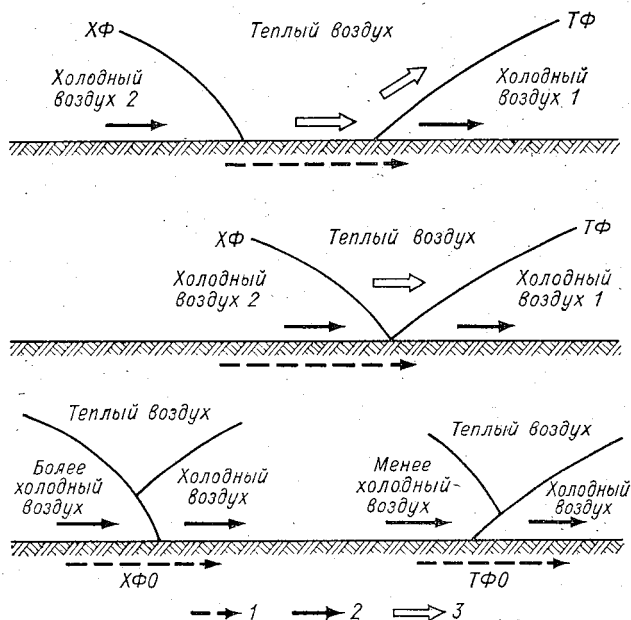 ХФ
Теплый воздух
ТФ
Холодный
воздух 2
Холодный
воздух 1
ХФ
Теплый воздух
ТФ
Холодный
воздух 2
Холодный
воздух 1
Теплый воздух
Более
холодный
воздух
Холодный
воздух
ХФО
Теплый воздух
Менее
холодный
воздух
Холодный
воздух
ТФО
1
2
3